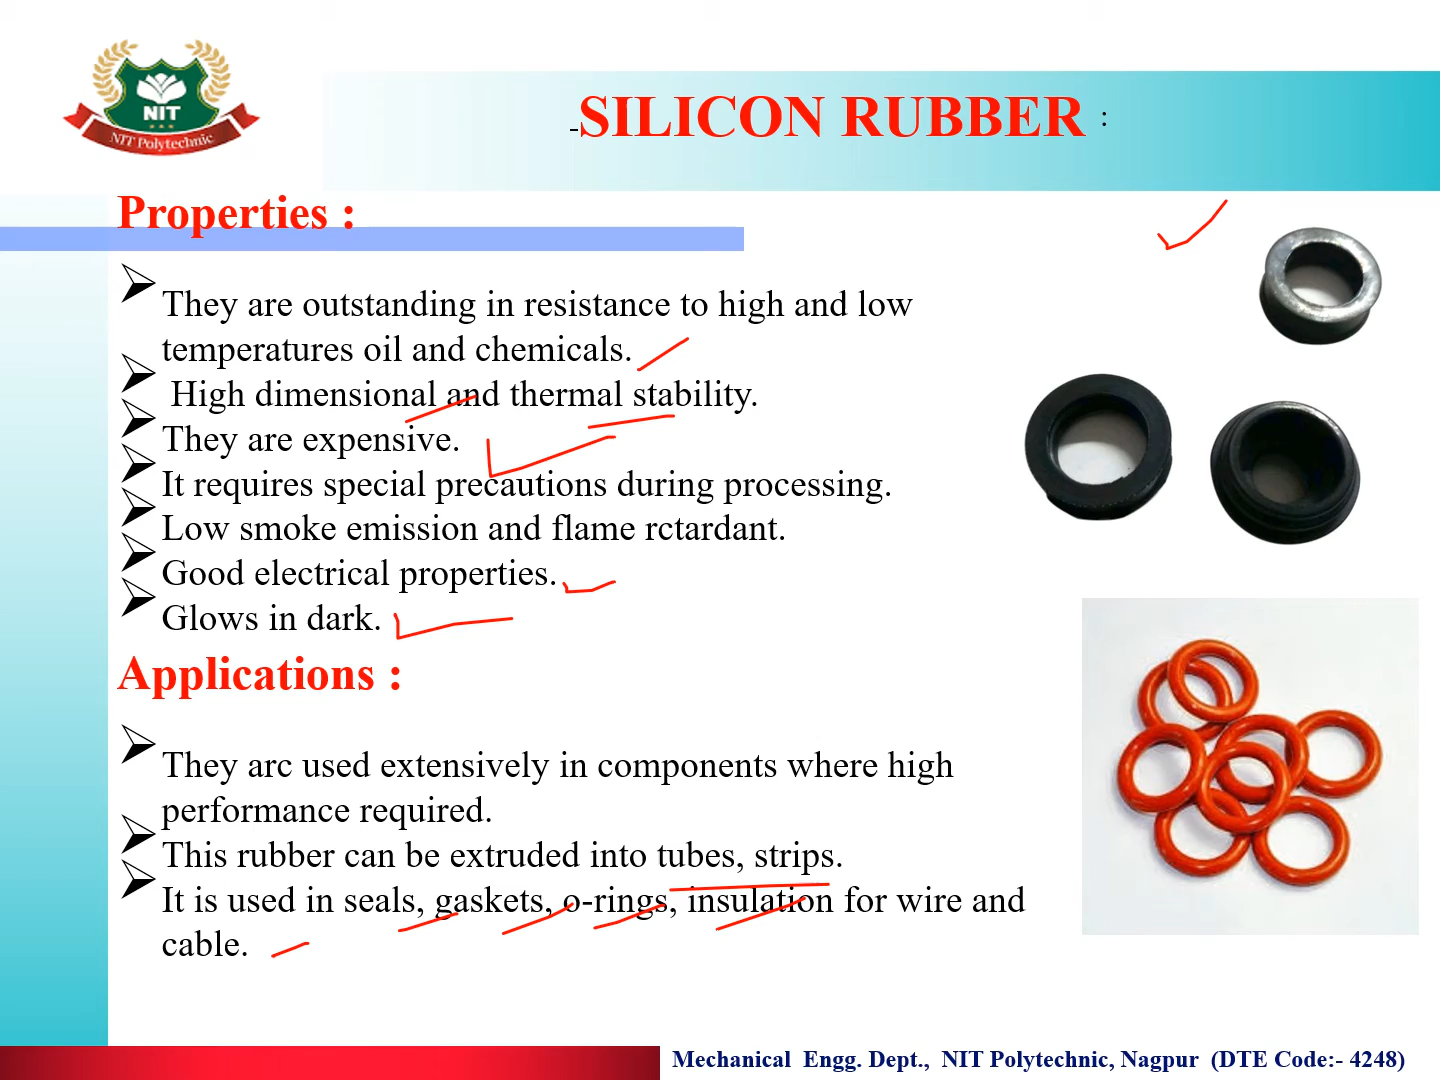 NIT
NIT Polytechnic
-SILICON RUBBER :
Properties :
They are outstanding in resistance to high and low
temperatures oil and chemicals.
High dimensional and thermal stability.
They are expensive.
It requires special precautions during processing.
Low smoke emission and flame rctardant.
Good electrical properties.
Glows in dark.
Applications :
They arc used extensively in components where high
performance required.
This rubber can be extruded into tubes, strips.
It is used in seals, gaskets, o-rings, insulation for wire and
cable.
Mechanical Engg. Dept., NIT Polytechnic, Nagpur (DTE Code:- 4248)